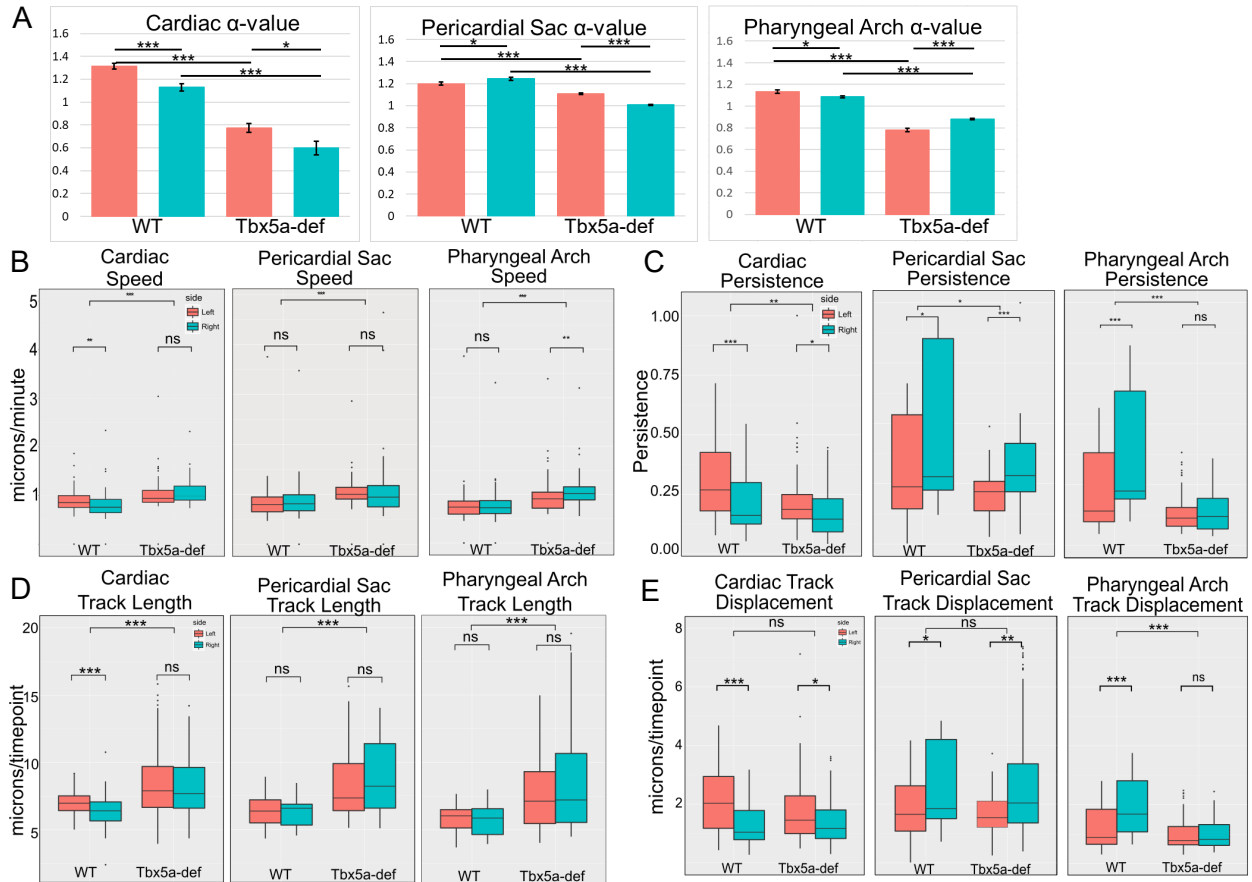 A
Cardiac α-value
1.6
1.4
1.2
1
0.8
0.6
0.4
0.2
0
***
*
***
***
WT
Tbx5a-def
Pericardial Sac α-value
1.6
1.4
1.2
1
0.8
0.6
0.4
0.2
0
*
***
***
***
WT
Tbx5a-def
Pharyngeal Arch α-value
1.6
1.4
1.2
1
0.8
0.6
0.4
0.2
0
*
***
***
***
WT
Tbx5a-def
B
Cardiac
Speed
microns/minute
5
4
3
2
1
0
***
side
Left
Right
**
ns
WT
Tbx5a-def
Pericardial Sac
Speed
***
ns
ns
WT
Tbx5a-def
Pharyngeal Arch
Speed
***
ns
**
WT
Tbx5a-def
C
Cardiac
Persistence
Persistence
1.00
0.75
0.50
0.25
0.00
**
side
Left
Right
***
*
WT
Tbx5a-def
Pericardial Sac
Persistence
*
*
***
WT
Tbx5a-def
Pharyngeal Arch
Persistence
***
***
ns
WT
Tbx5a-def
D
Cardiac
Track Length
microns/timepoint
20
15
10
5
***
side
Left
Right
***
ns
WT
Tbx5a-def
Pericardial Sac
Track Length
***
ns
ns
WT
Tbx5a-def
Pharyngeal Arch
Track Length
***
ns
ns
WT
Tbx5a-def
E
Cardiac Track
Displacement
microns/timepoint
8
6
4
2
ns
side
Left
Right
***
*
WT
Tbx5a-def
Pericardial Sac
Track Displacement
ns
*
**
WT
Tbx5a-def
Pharyngeal Arch
Track Displacement
***
***
ns
WT
Tbx5a-def